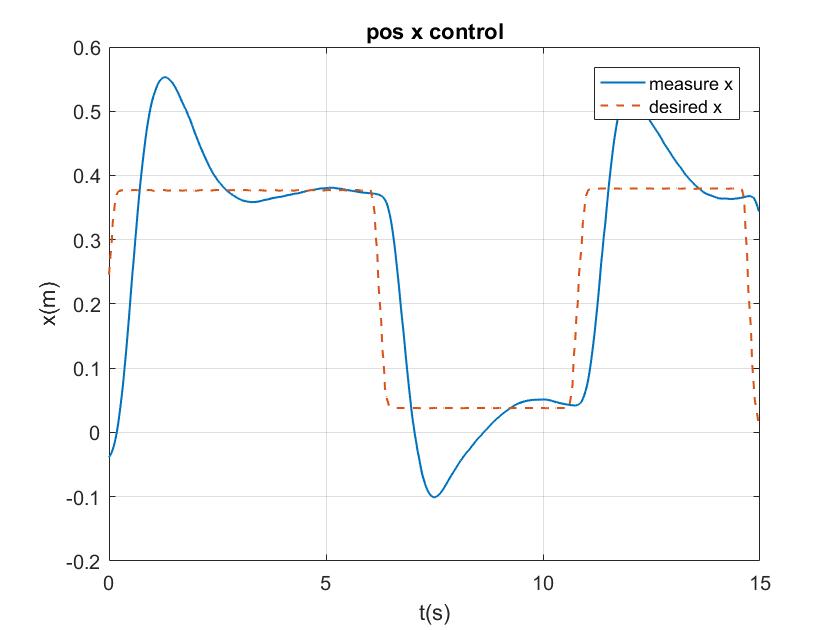 pos x control
0.6
0.5
0.4
0.3
0.2
0.1
0
-0.1
-0.2
x(m)
measure x
desired x
0 5 10 15
t(s)